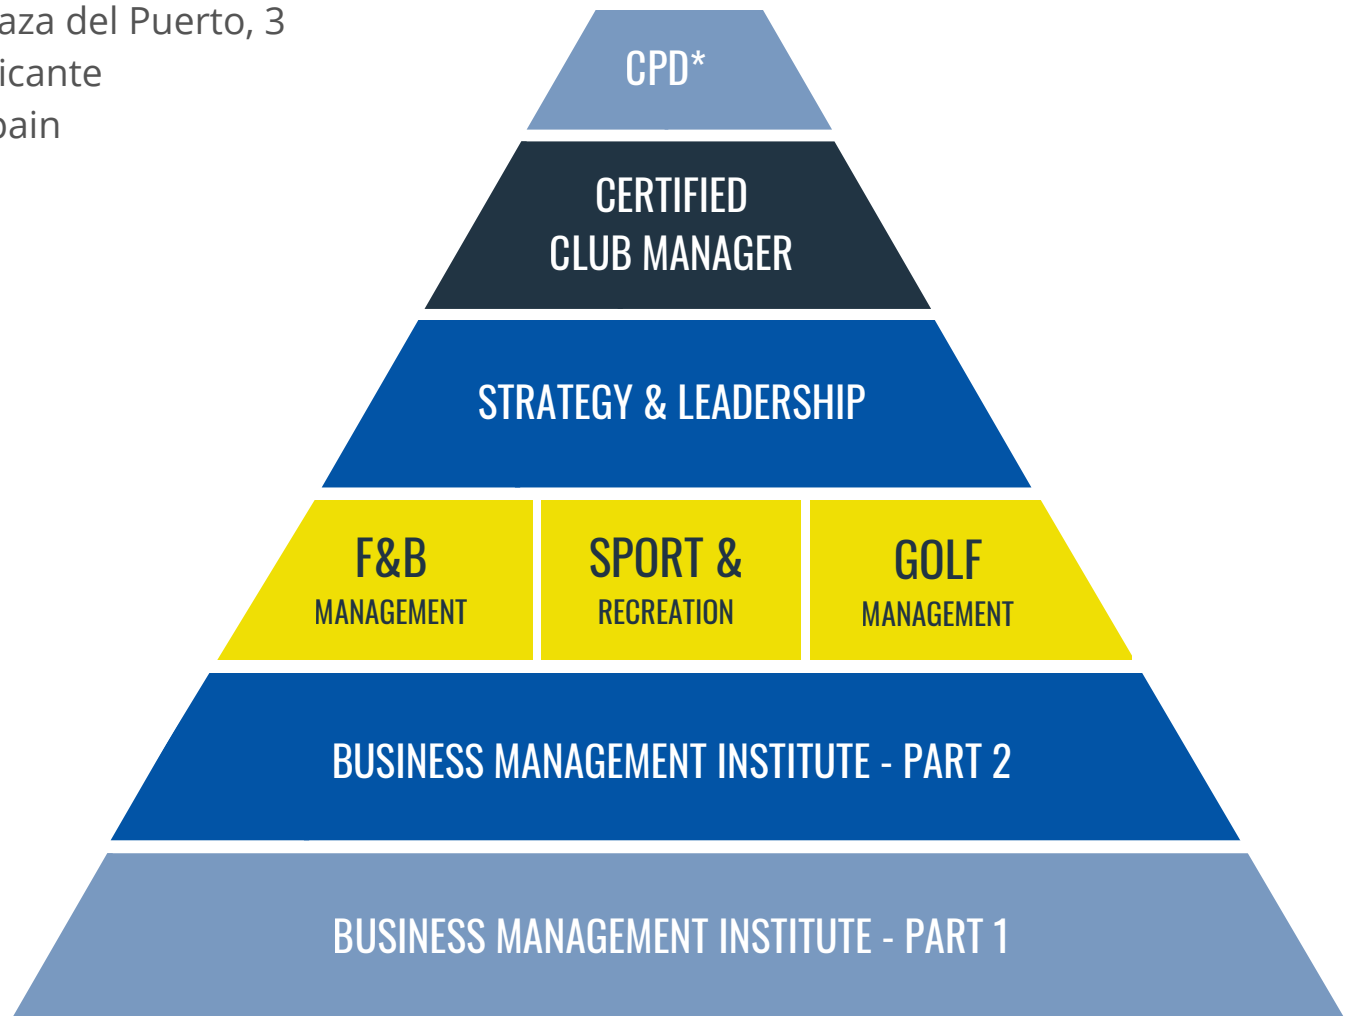 aza del Puerto, 3
icante
pain
CPD*
CERTIFIED
CLUB MANAGER
STRATEGY & LEADERSHIP
F&B
MANAGEMENT
SPORT &
RECREATION
GOLF
MANAGEMENT
BUSINESS MANAGEMENT INSTITUTE - PART 2
BUSINESS MANAGEMENT INSTITUTE - PART 1